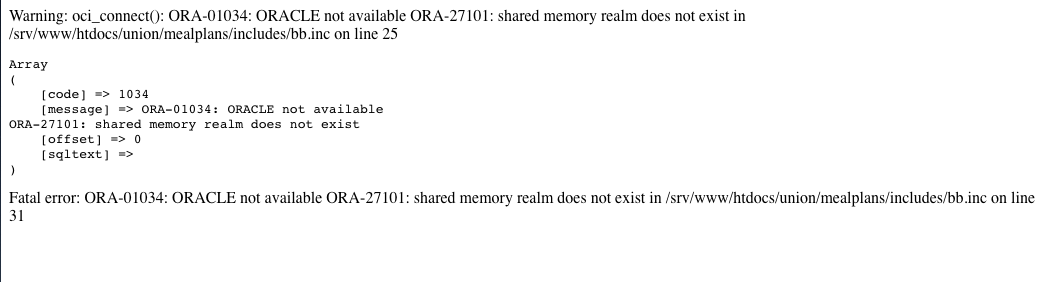 Warning: oci_connect(): ORA-01034: ORACLE not available ORA-27101: shared memory realm does not exist in
/srv/www/htdocs/union/mealplans/includes/bb.inc on line 25
Array
(
    [code] => 1034
    [message] => ORA-01034: ORACLE not available
ORA-27101: shared memory realm does not exist
    [offset] => 0
    [sqltext] =>
)
Fatal error: ORA-01034: ORACLE not available ORA-27101: shared memory realm does not exist in /srv/www/htdocs/union/mealplans/includes/bb.inc on line
31